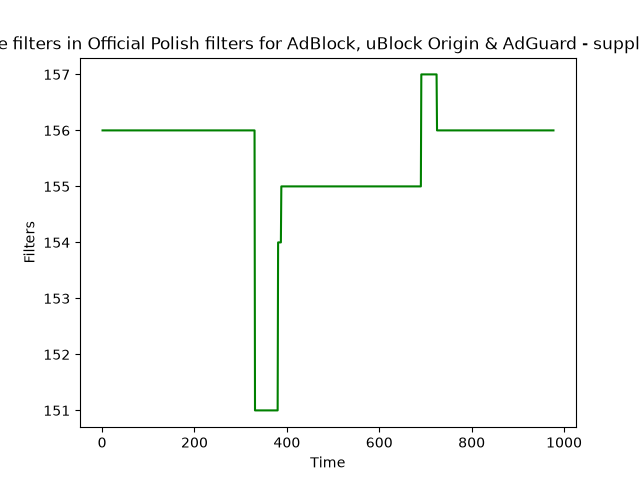 e filters in Official Polish filters for AdBlock, uBlock Origin & AdGuard - suppl
157
156
155
154
153
152
151
Filters
0 200 400 600 800 1000
Time